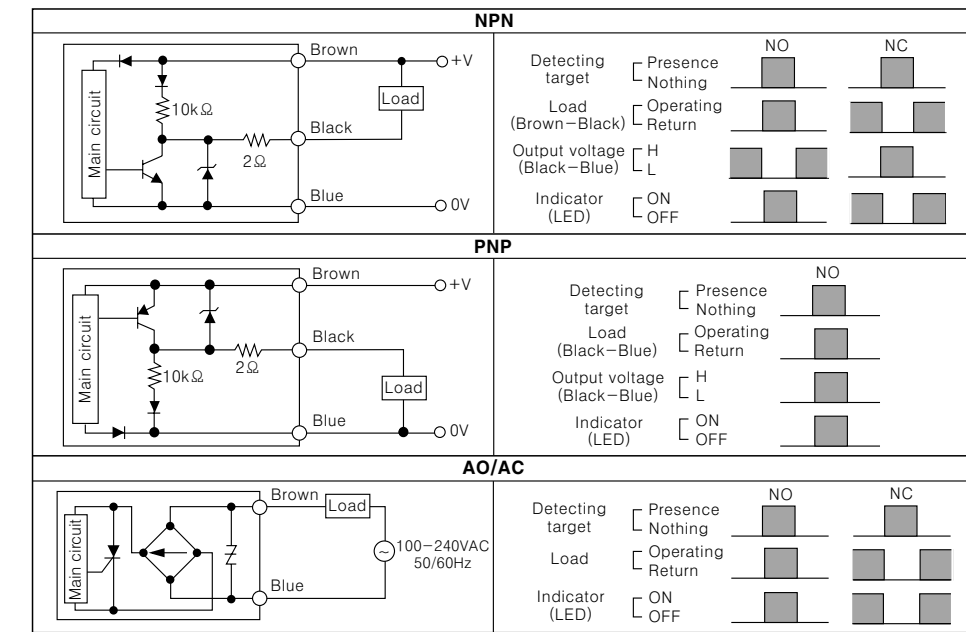 NPN
Main circuit
10kΩ
2Ω
Brown
Black
Blue
Load
+V
0V
NO NC
Detecting target Presence Nothing
Load (Brown−Black) Operating Return
Output voltage (Black−Blue) H L
Indicator (LED) ON OFF
PNP
Main circuit
10kΩ
2Ω
Brown
Black
Blue
Load
+V
0V
NO
Detecting target Presence Nothing
Load (Black−Blue) Operating Return
Output voltage (Black−Blue) H L
Indicator (LED) ON OFF
AO/AC
Main circuit
Brown
Load
100−240VAC
50/60Hz
Blue
NO NC
Detecting target Presence Nothing
Load Operating Return
Indicator (LED) ON OFF